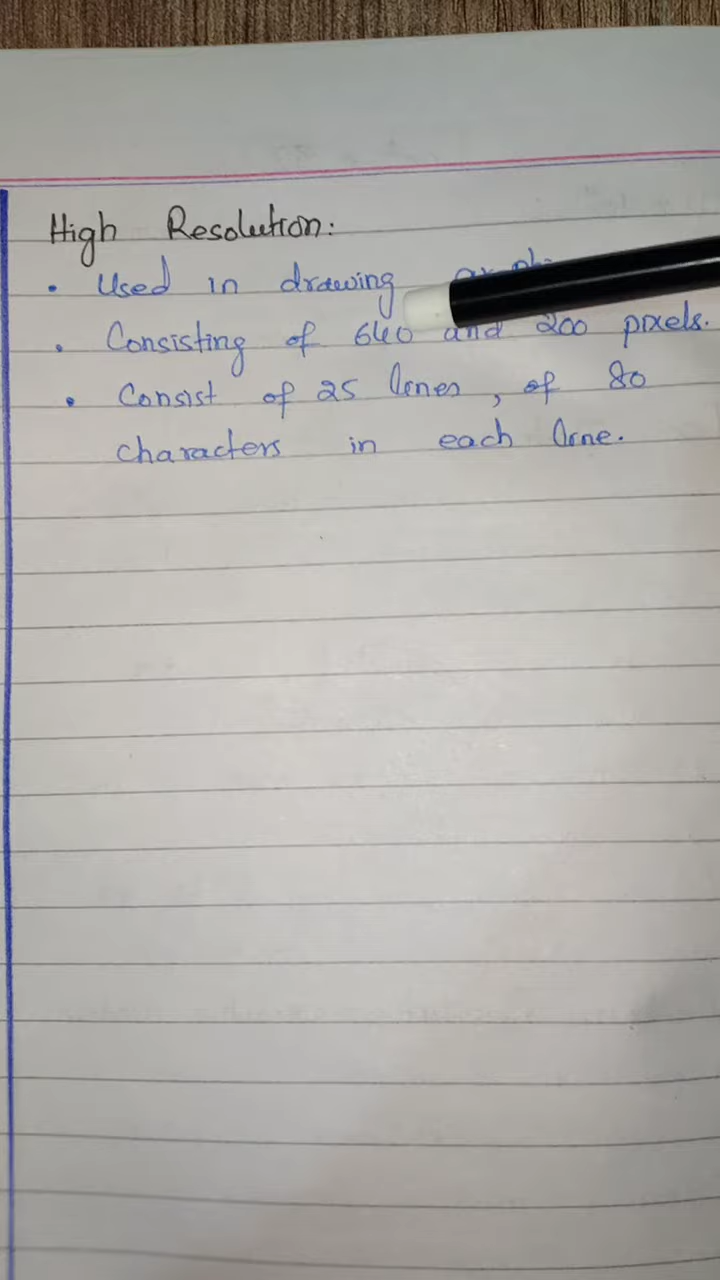 High Resolution:
• Used in drawing
• Consisting of 640 and 200 pixels.
• Consist of 25 lines, of 80
characters in each line.